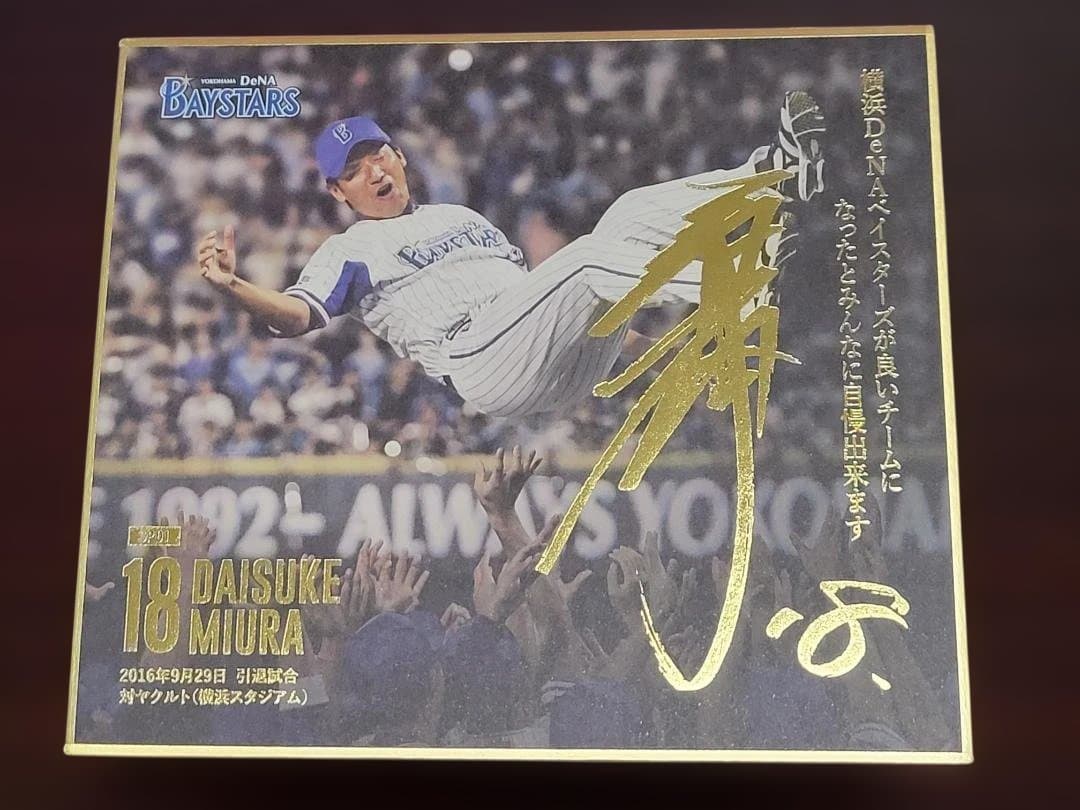 YOKOHAMA DeNA
BAYSTARS
横浜DeNAベイスターズが良いチームに
なったとみんなに自慢出来ます
B
1992- ALWAYS YOKOHAMA
SP01
18 DAISUKE
MIURA
2016年9月29日 引退試合
対ヤクルト(横浜スタジアム)
18